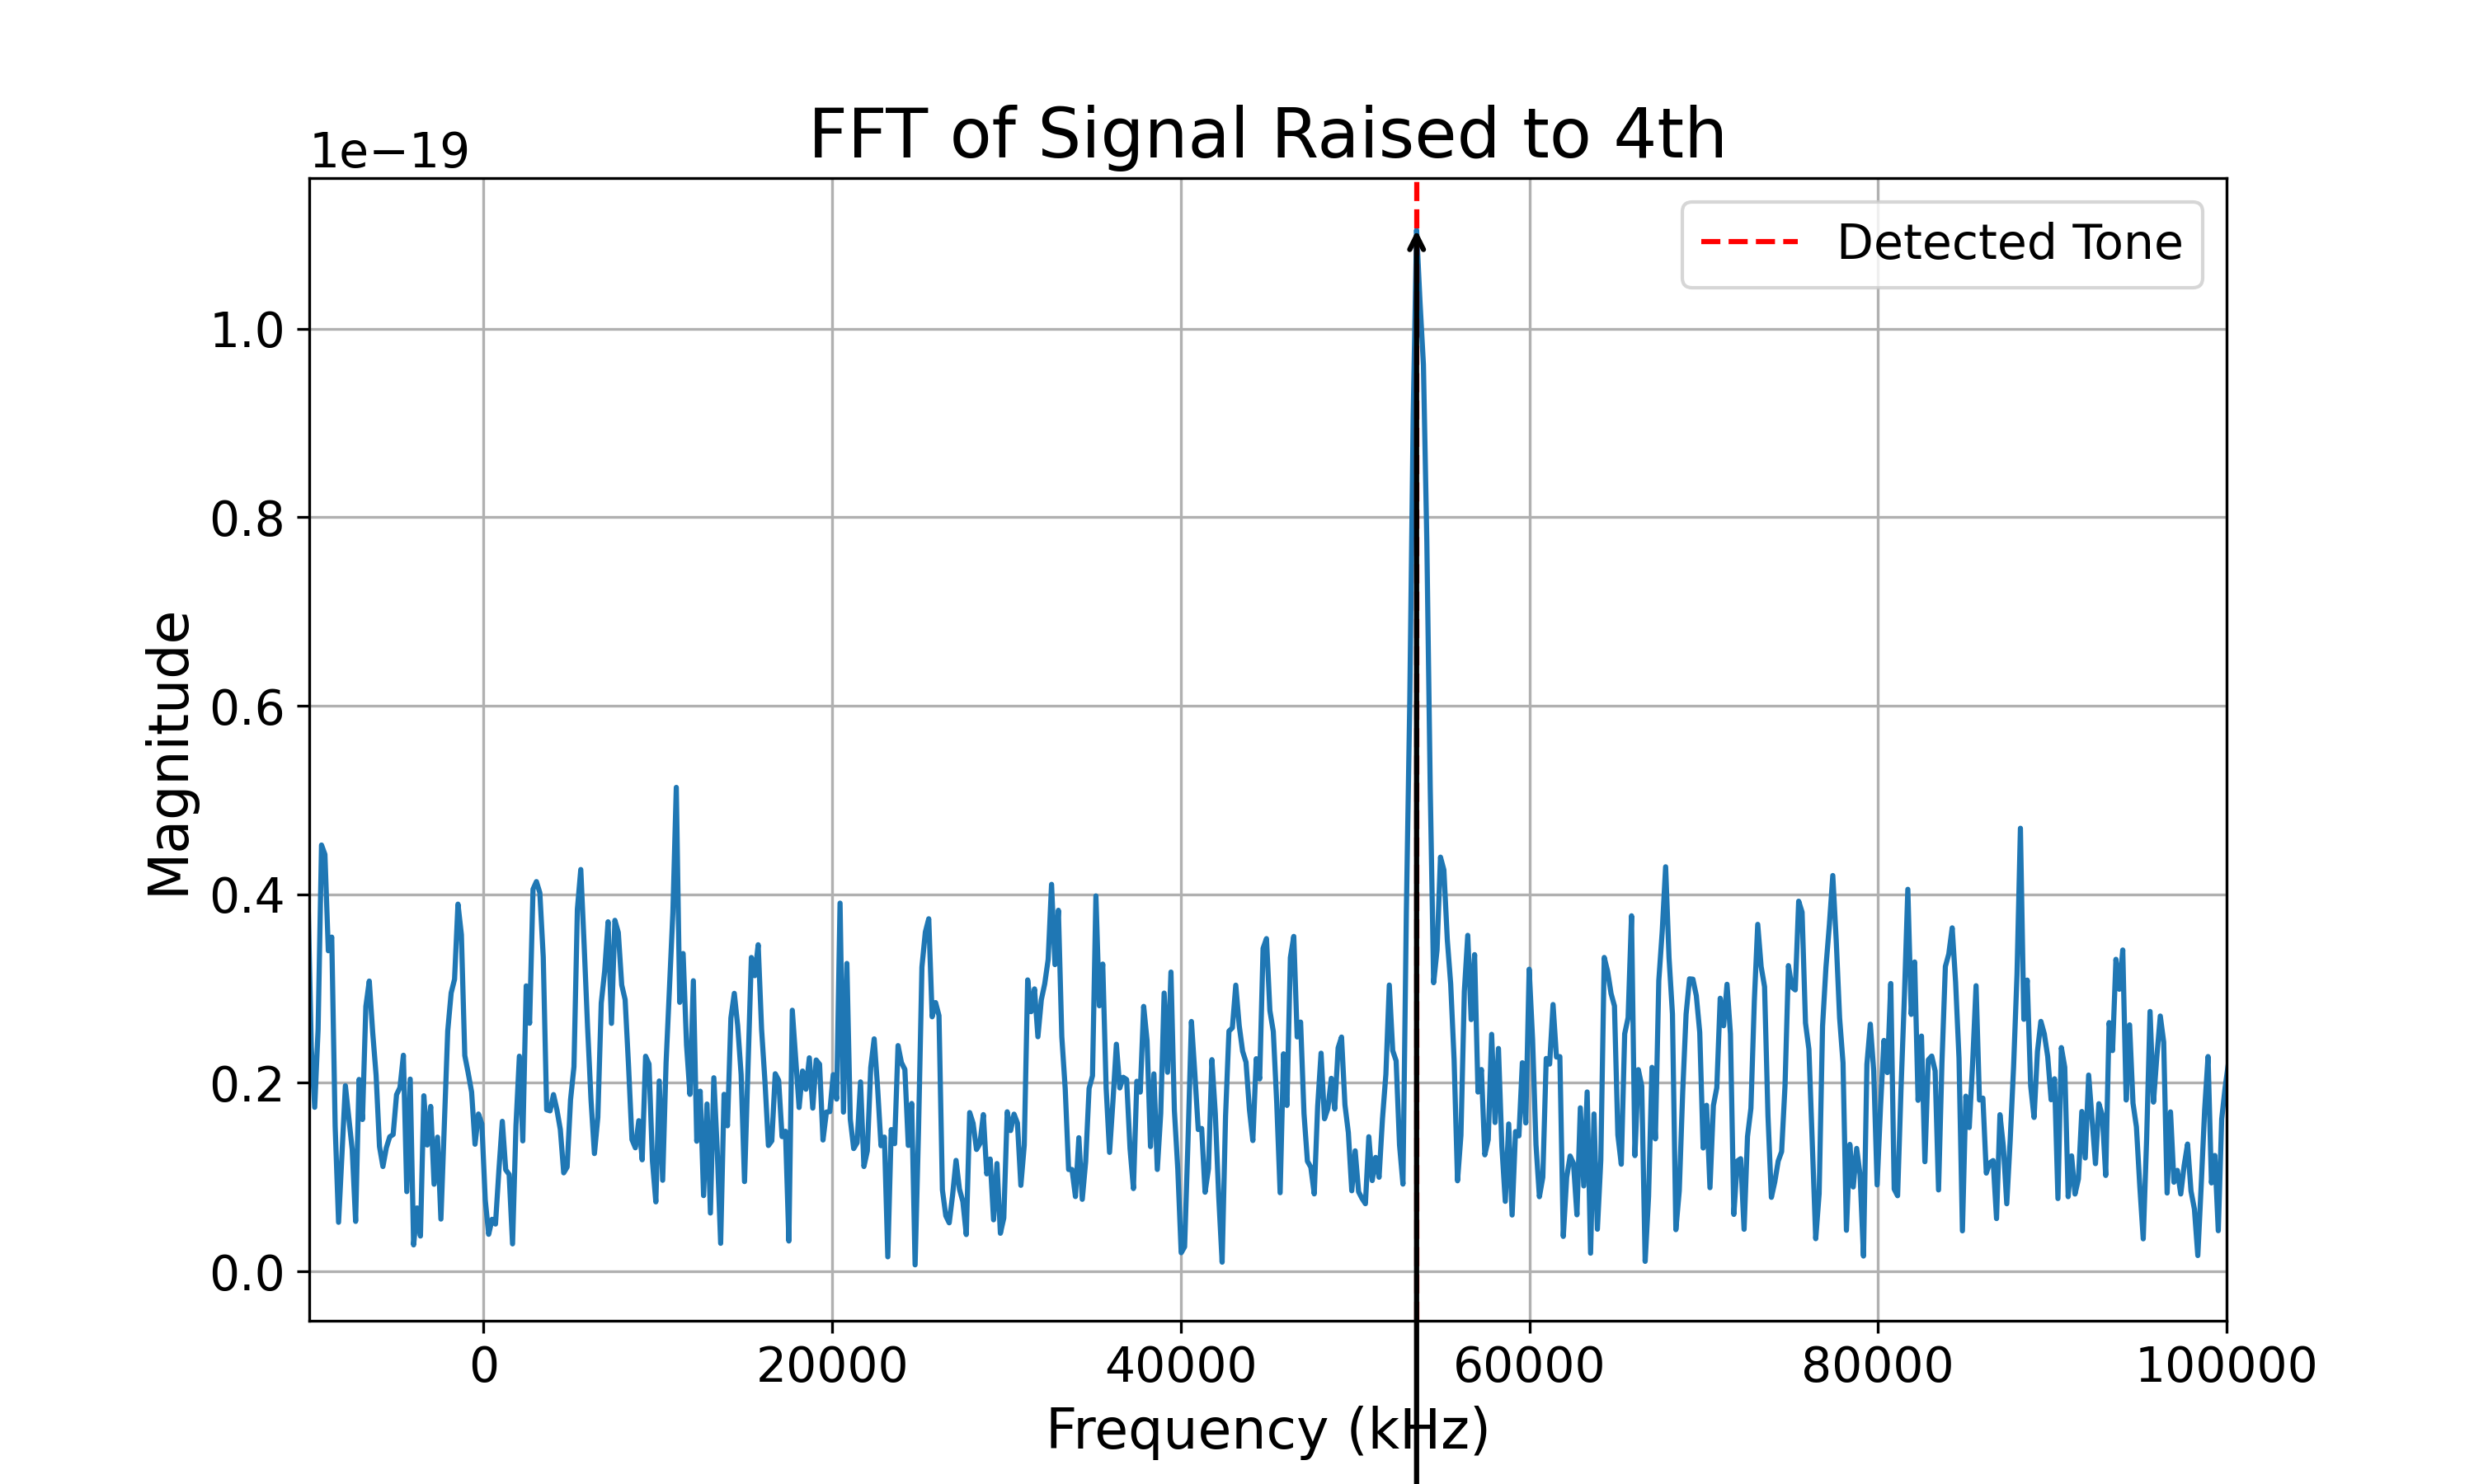 FFT of Signal Raised to 4th
1e−19
Detected Tone
1.0
0.8
0.6
0.4
0.2
0.0
Magnitude
0 20000 40000 60000 80000 100000
Frequency (kHz)